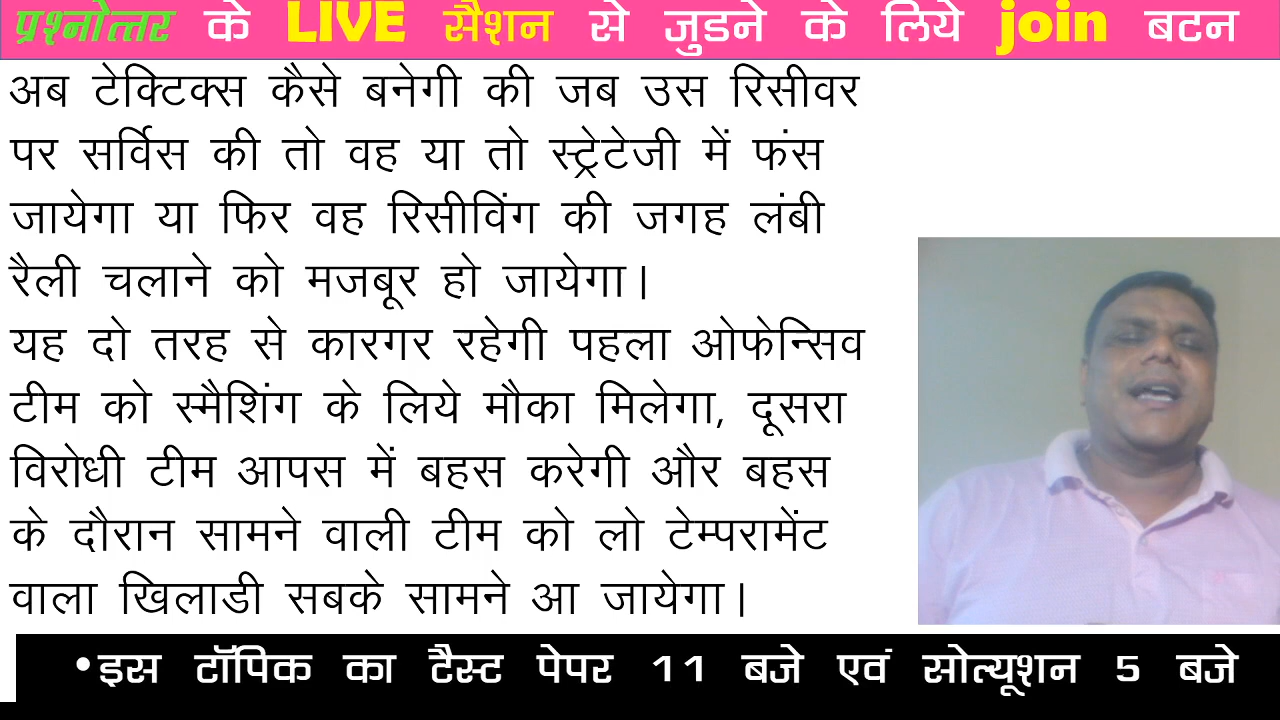 प्रश्नोत्तर के LIVE सैशन से जुडने के लिये join बटन
अब टेक्टिक्स कैसे बनेगी की जब उस रिसीवर
पर सर्विस की तो वह या तो स्ट्रेटेजी में फंस
जायेगा या फिर वह रिसीविंग की जगह लंबी
रैली चलाने को मजबूर हो जायेगा।
यह दो तरह से कारगर रहेगी पहला ओफेन्सिव
टीम को स्मैशिंग के लिये मौका मिलेगा, दूसरा
विरोधी टीम आपस में बहस करेगी और बहस
के दौरान सामने वाली टीम को लो टेम्परामेंट
वाला खिलाडी सबके सामने आ जायेगा।
•इस टॉपिक का टैस्ट पेपर 11 बजे एवं सोल्यूशन 5 बजे